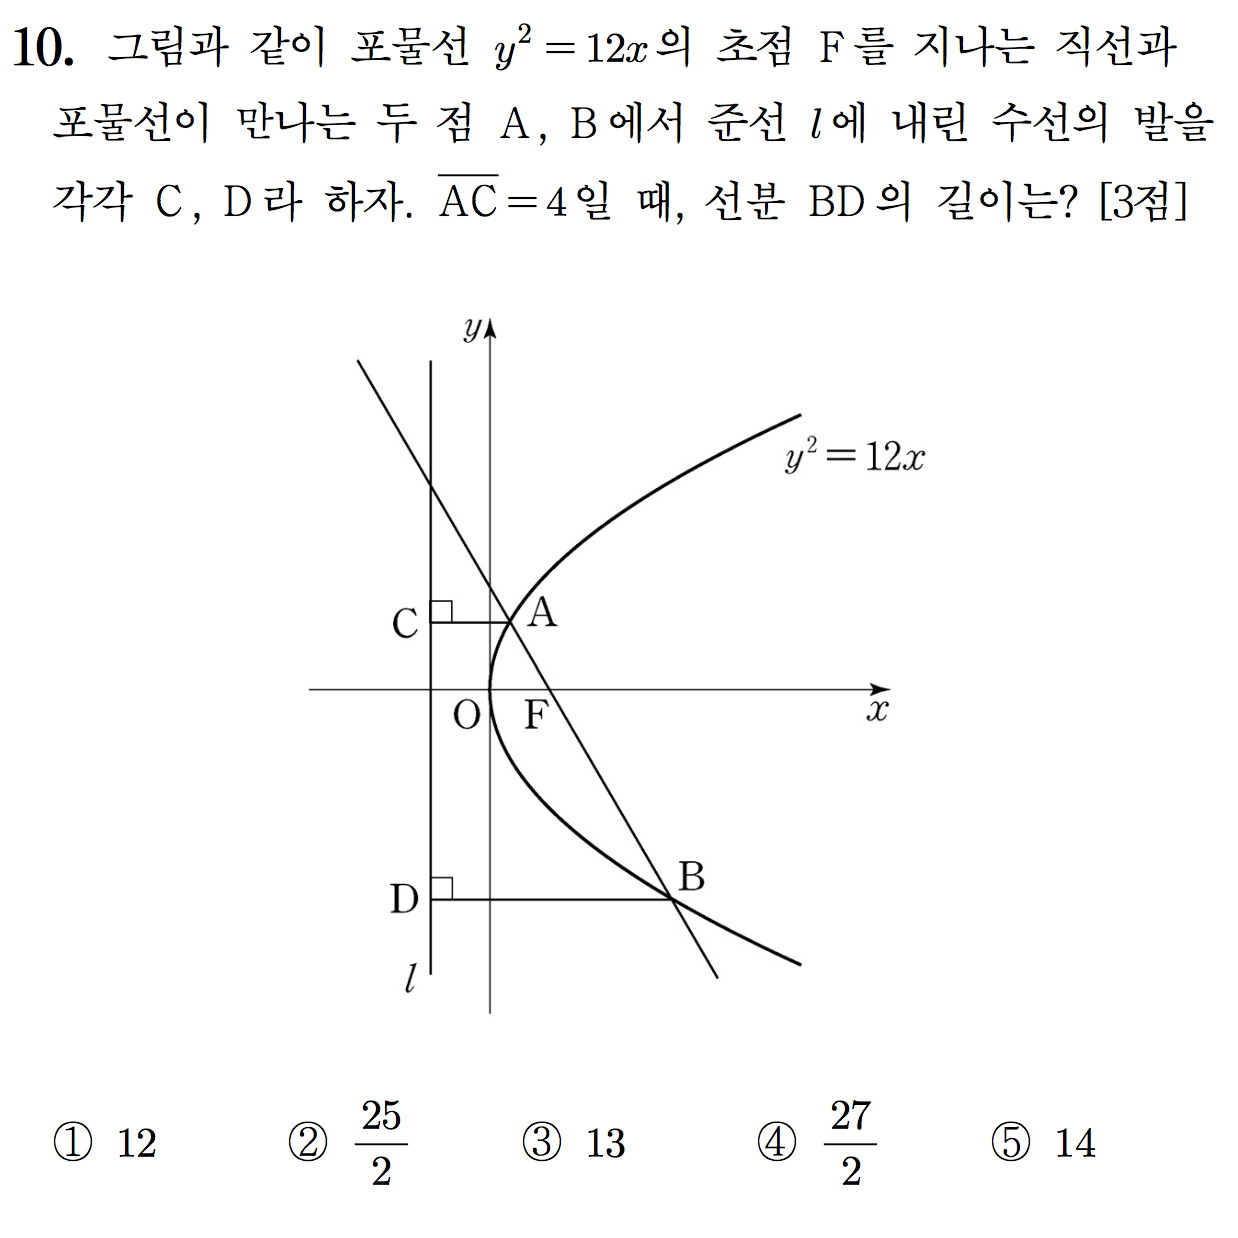 10. 그림과 같이 포물선 y² = 12x의 초점 F를 지나는 직선과
포물선이 만나는 두 점 A, B에서 준선 l에 내린 수선의 발을
각각 C, D라 하자. \overline{AC} = 4일 때, 선분 BD의 길이는? [3점]
y
y² = 12x
C
A
O
F
x
B
D
l
① 12 ② 25/2 ③ 13 ④ 27/2 ⑤ 14